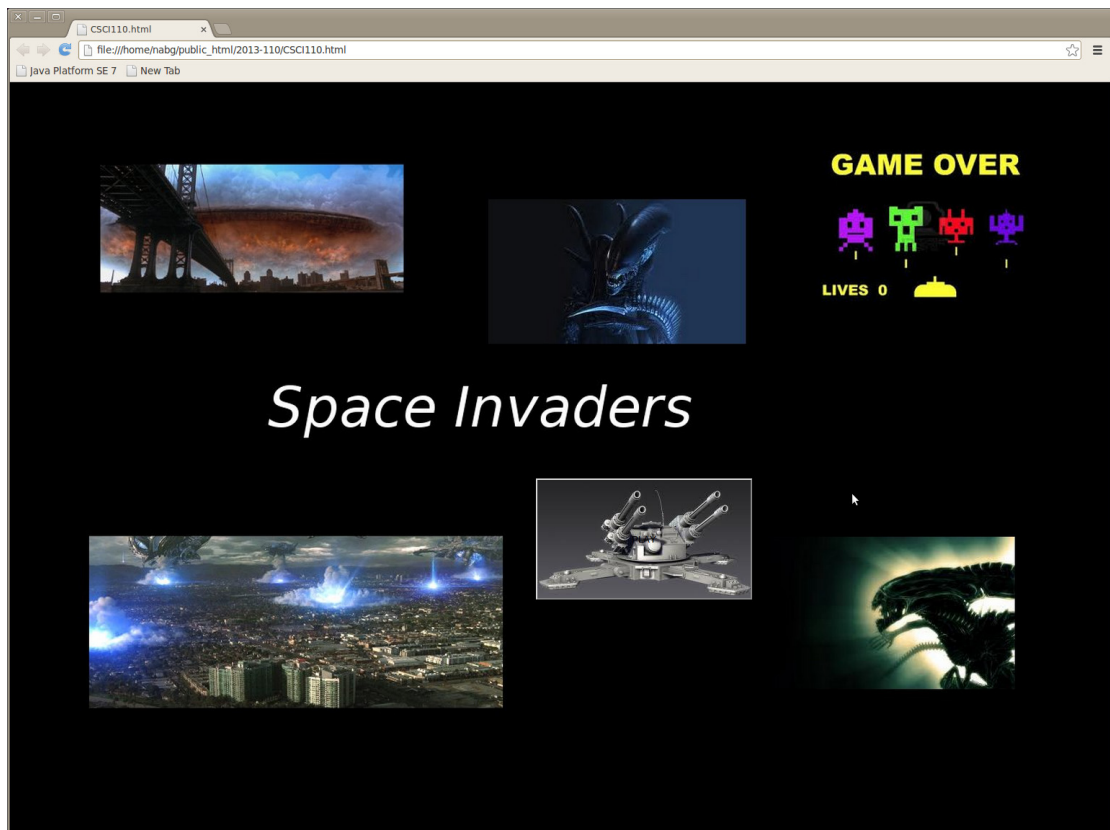 CSCI110.html
file:///home/nabg/public_html/2013-110/CSCI110.html
Java Platform SE 7 New Tab
GAME OVER
LIVES 0
Space Invaders